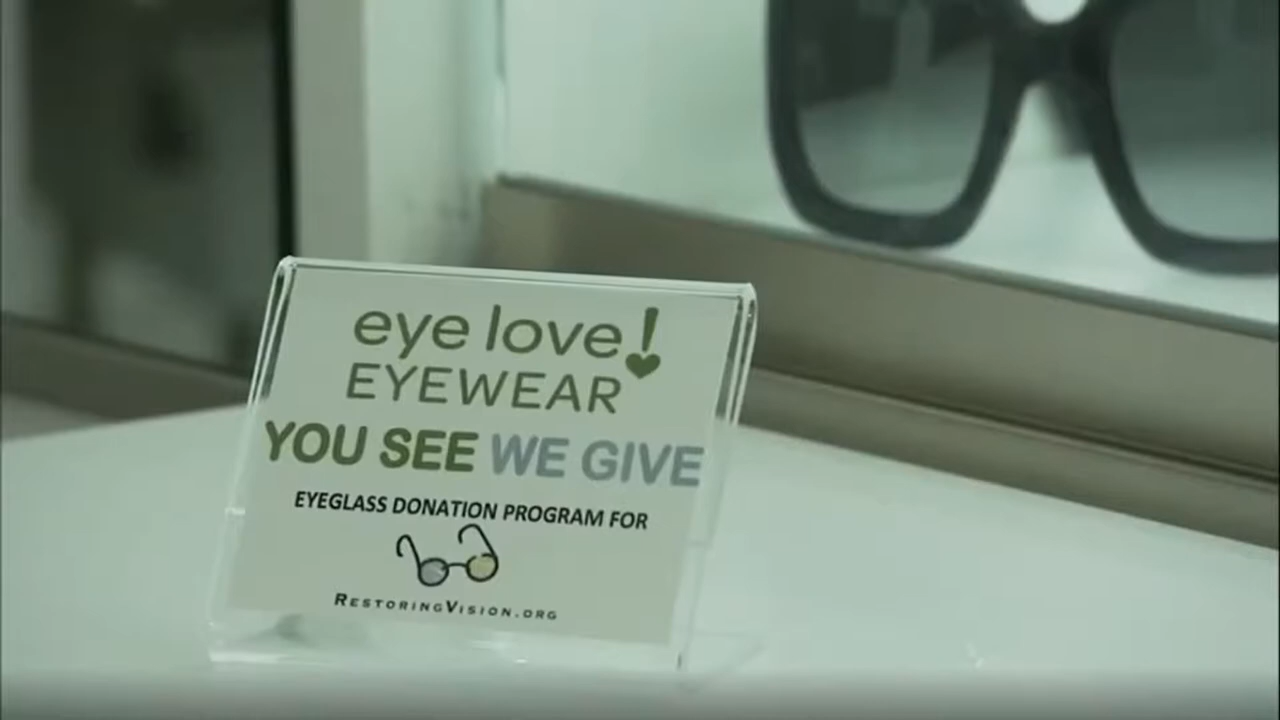 eye love!
EYEWEAR
YOU SEE WE GIVE
EYEGLASS DONATION PROGRAM FOR
RESTORINGVISION.ORG